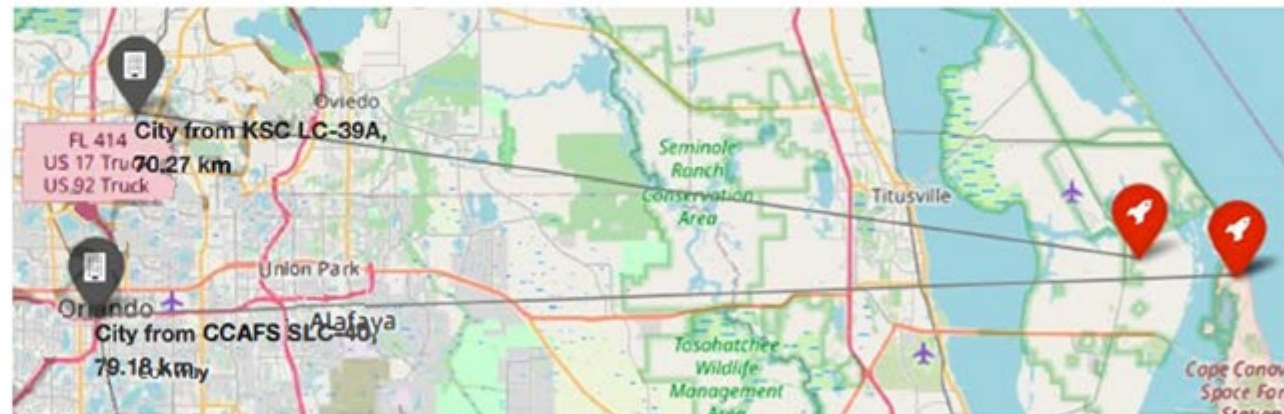 Oviedo
City from KSC LC-39A,
70.27 km
FL 414
US 17 Truck
US 92 Truck
Seminole
Ranch
Conservation
Area
Titusville
Union Park
Orlando
Alafaya
City from CCAFS SLC-40,
79.18 km
Tosohatchee
Wildlife
Management
Area
Cape Canav
Space Fo